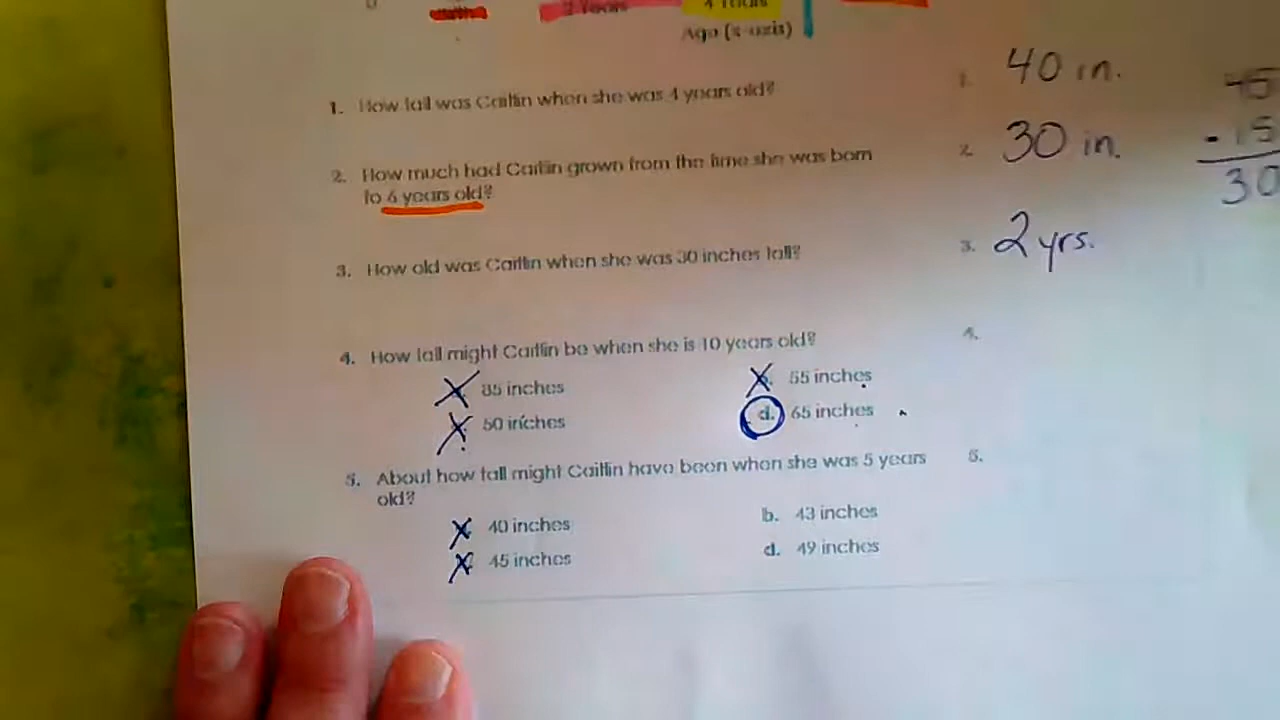 4 Years
Age (x-axis)
1. How tall was Caitlin when she was 4 years old? 1. 40 in.
45
2. How much had Caitlin grown from the time she was born 2. 30 in.
- 15
to 6 years old?
30
3. How old was Caitlin when she was 30 inches tall? 3. 2 yrs.
4. How tall might Caitlin be when she is 10 years old? 4.
85 inches 55 inches
50 inches d. 65 inches
5. About how tall might Caitlin have been when she was 5 years 5.
old?
40 inches b. 43 inches
45 inches d. 49 inches